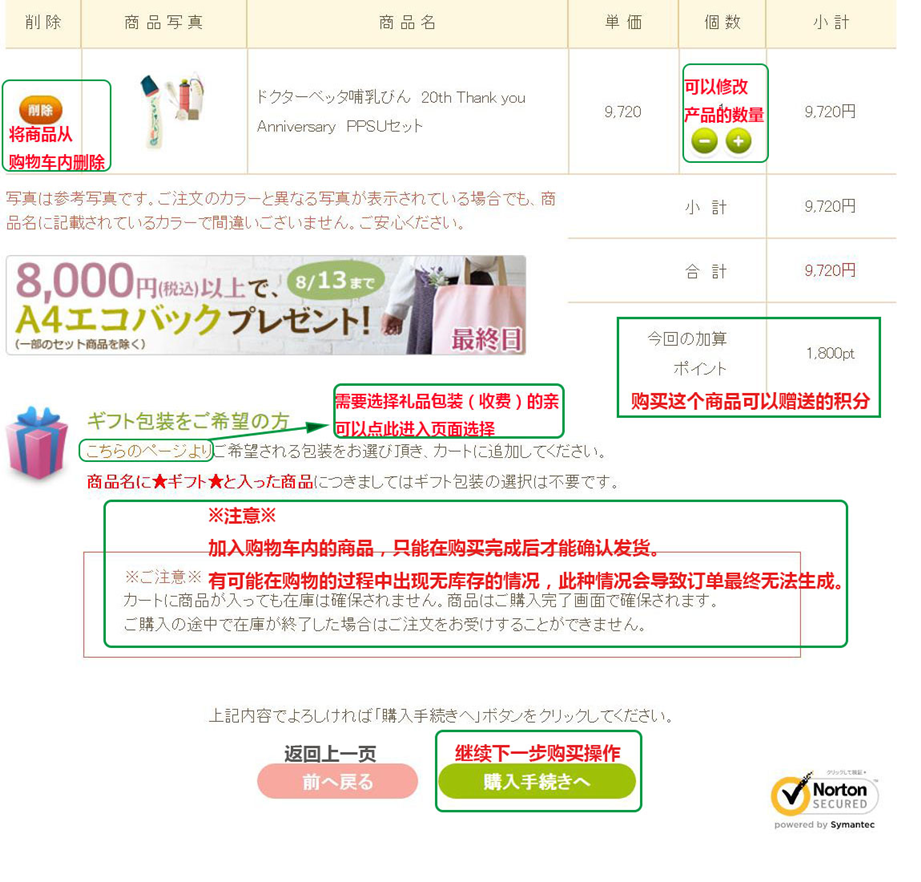 削除 商品写真 商品名 単価 個数 小計
削除
将商品从
购物车内删除
ドクターベッタ哺乳びん 20th Thank you
Anniversary PPSUセット
9,720
可以修改
产品的数量
9,720円
写真は参考写真です。ご注文のカラーと異なる写真が表示されている場合でも、商
品名に記載されているカラーで間違いございません。ご安心ください。
小 計 9,720円
合 計 9,720円
8,000円(税込)以上で、 8/13まで
A4エコバックプレゼント!
(一部のセット商品を除く)
最終日
今回の加算
ポイント
1,800pt
购买这个商品可以赠送的积分
ギフト包装をご希望の方
需要选择礼品包装(收费)的亲
可以点此进入页面选择
こちらのページよりご希望される包装をお選び頂き、カートに追加してください。
商品名に★ギフト★と入った商品につきましてはギフト包装の選択は不要です。
※注意※
加入购物车内的商品,只能在购买完成后才能确认发货。
有可能在购物的过程中出现无库存的情况,此种情况会导致订单最终无法生成。
※ご注意※
カートに商品が入っても在庫は確保されません。商品はご購入完了画面で確保されます。
ご購入の途中で在庫が終了した場合はご注文をお受けすることができません。
上記内容でよろしければ「購入手続きへ」ボタンをクリックしてください。
返回上一页
前へ戻る
继续下一步购买操作
購入手続きへ
Norton
SECURED
powered by Symantec